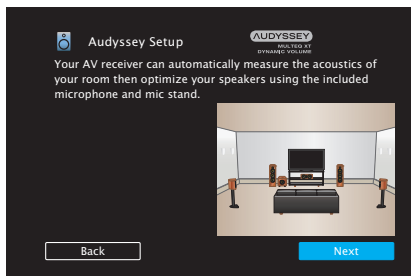 Audyssey Setup
AUDYSSEY
MULTEQ XT
DYNAMIC VOLUME
Your AV receiver can automatically measure the acoustics of
your room then optimize your speakers using the included
microphone and mic stand.
Back
Next